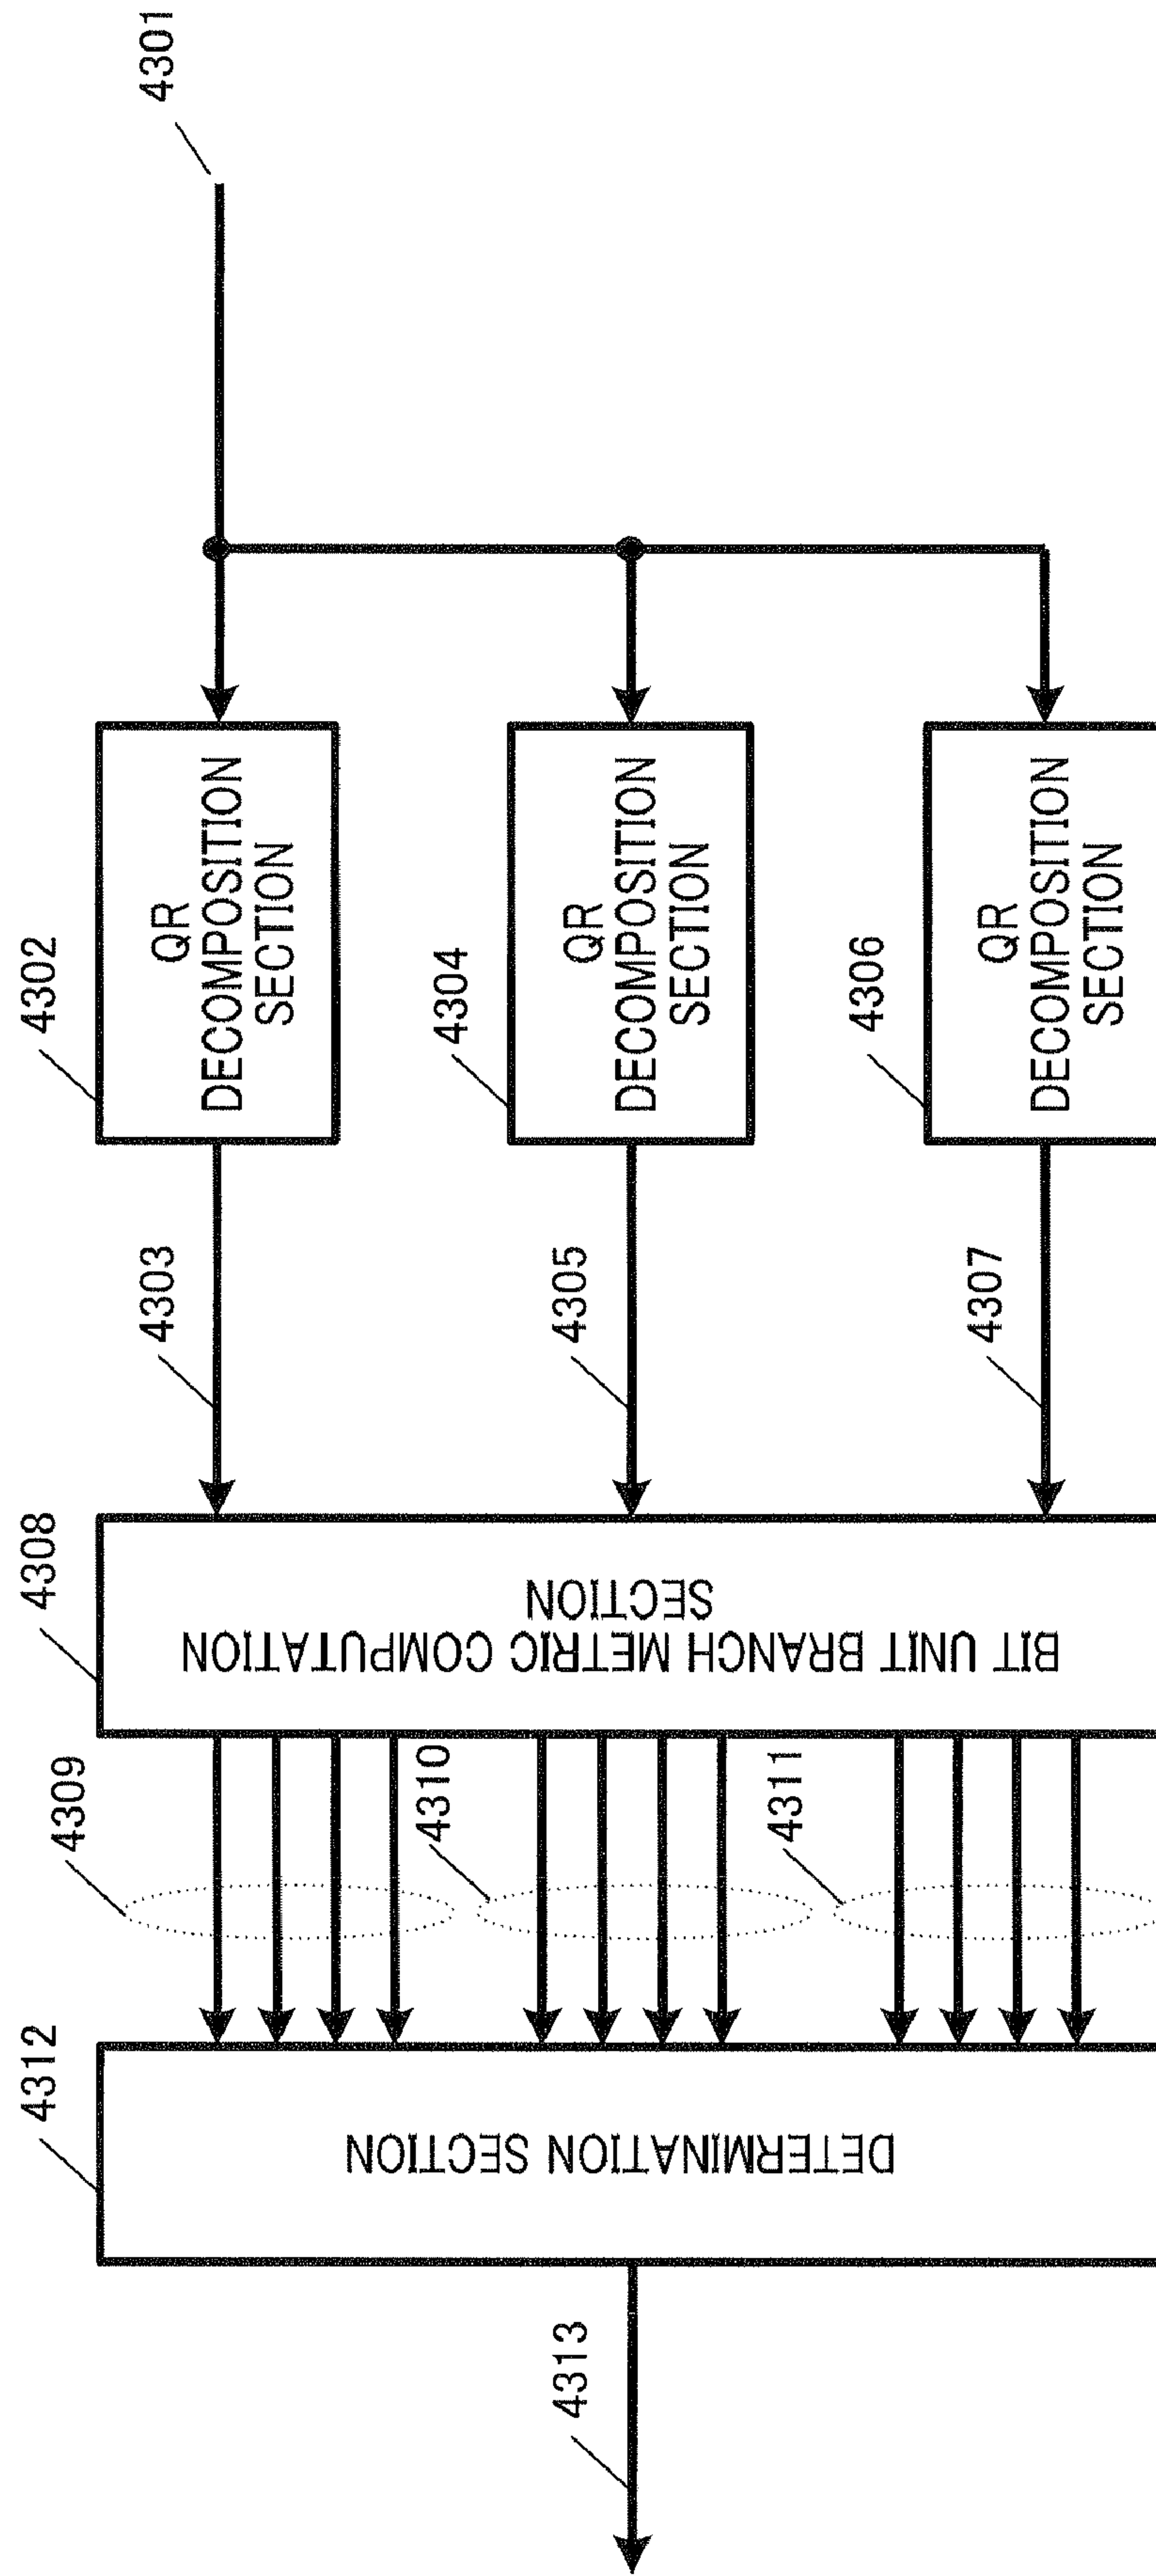 4301
4302
QR
DECOMPOSITION
SECTION
4304
QR
DECOMPOSITION
SECTION
4306
QR
DECOMPOSITION
SECTION
4303
4305
4307
4308
BIT UNIT BRANCH METRIC COMPUTATION
SECTION
4309
4310
4311
4312
DETERMINATION SECTION
4313